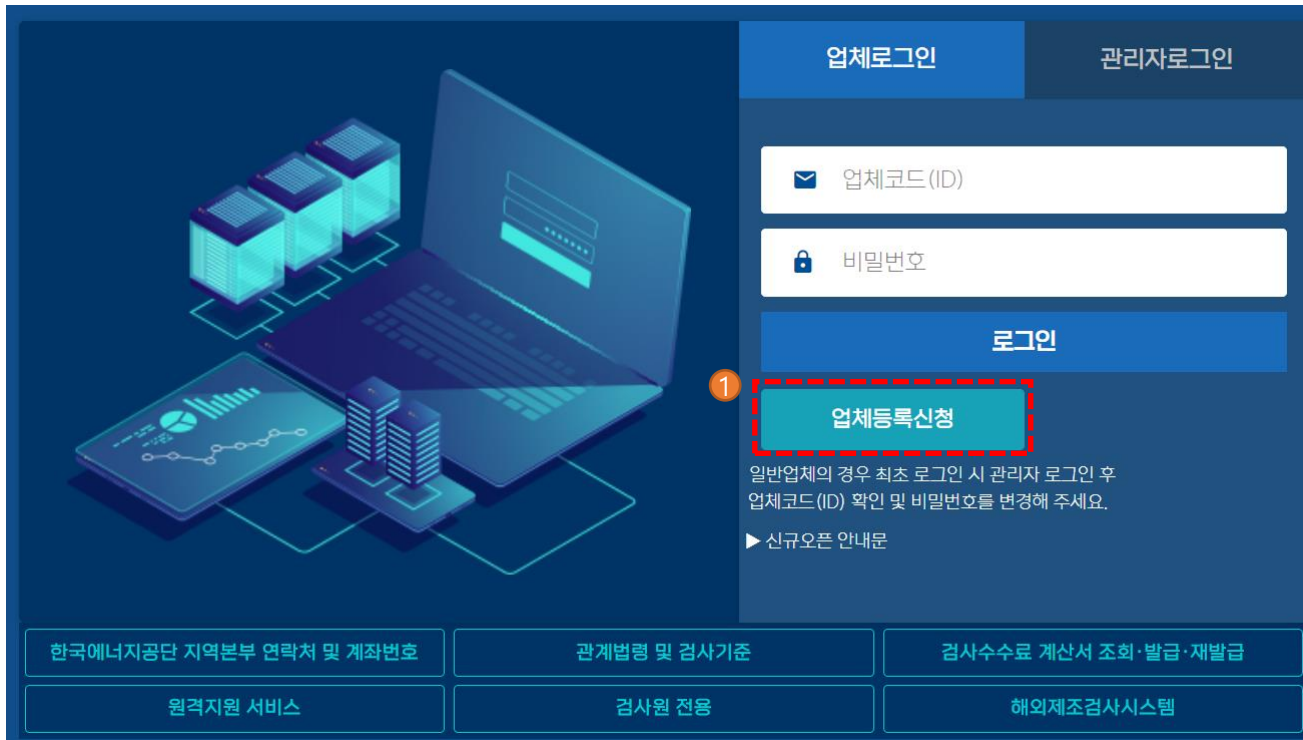 업체로그인
관리자로그인
업체코드(ID)
비밀번호
로그인
1
업체등록신청
일반업체의 경우 최초 로그인 시 관리자 로그인 후
업체코드(ID) 확인 및 비밀번호를 변경해 주세요.
▶ 신규오픈 안내문
한국에너지공단 지역본부 연락처 및 계좌번호
관계법령 및 검사기준
검사수수료 계산서 조회·발급·재발급
원격지원 서비스
검사원 전용
해외제조검사시스템